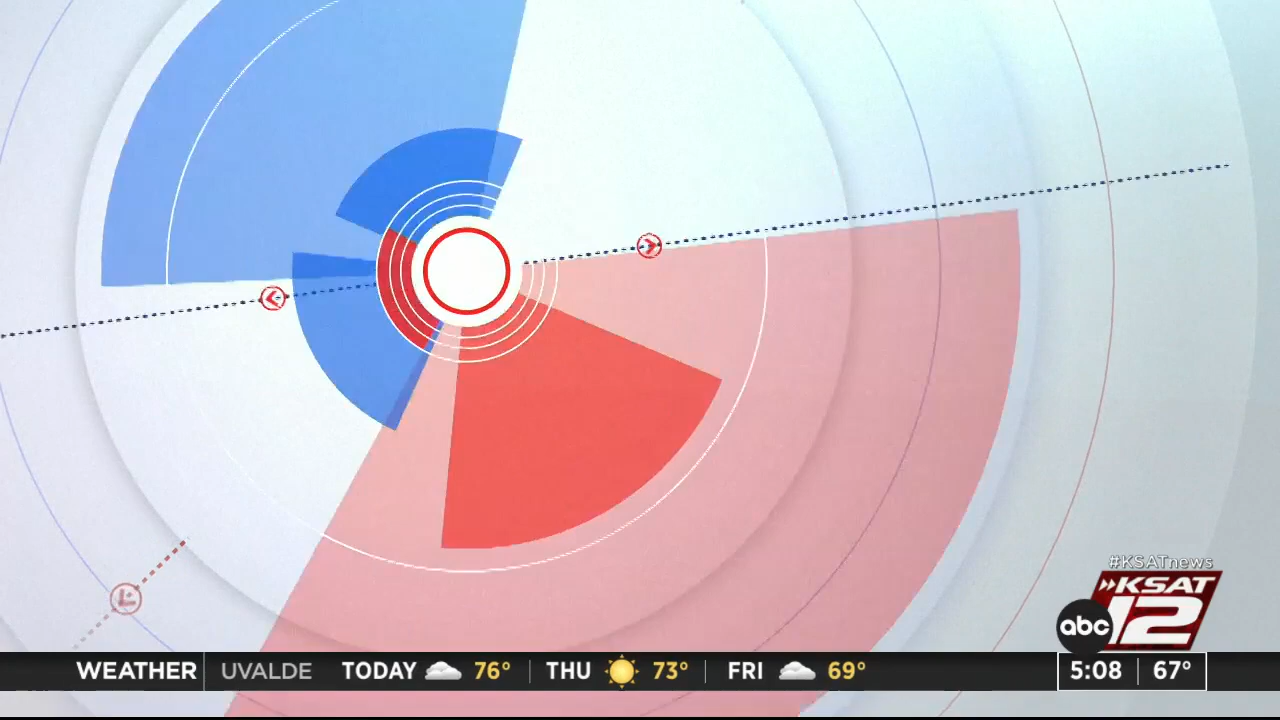 #KSATnews
KSAT
abc 12
WEATHER UVALDE TODAY 76° THU 73° FRI 69° 5:08 67°